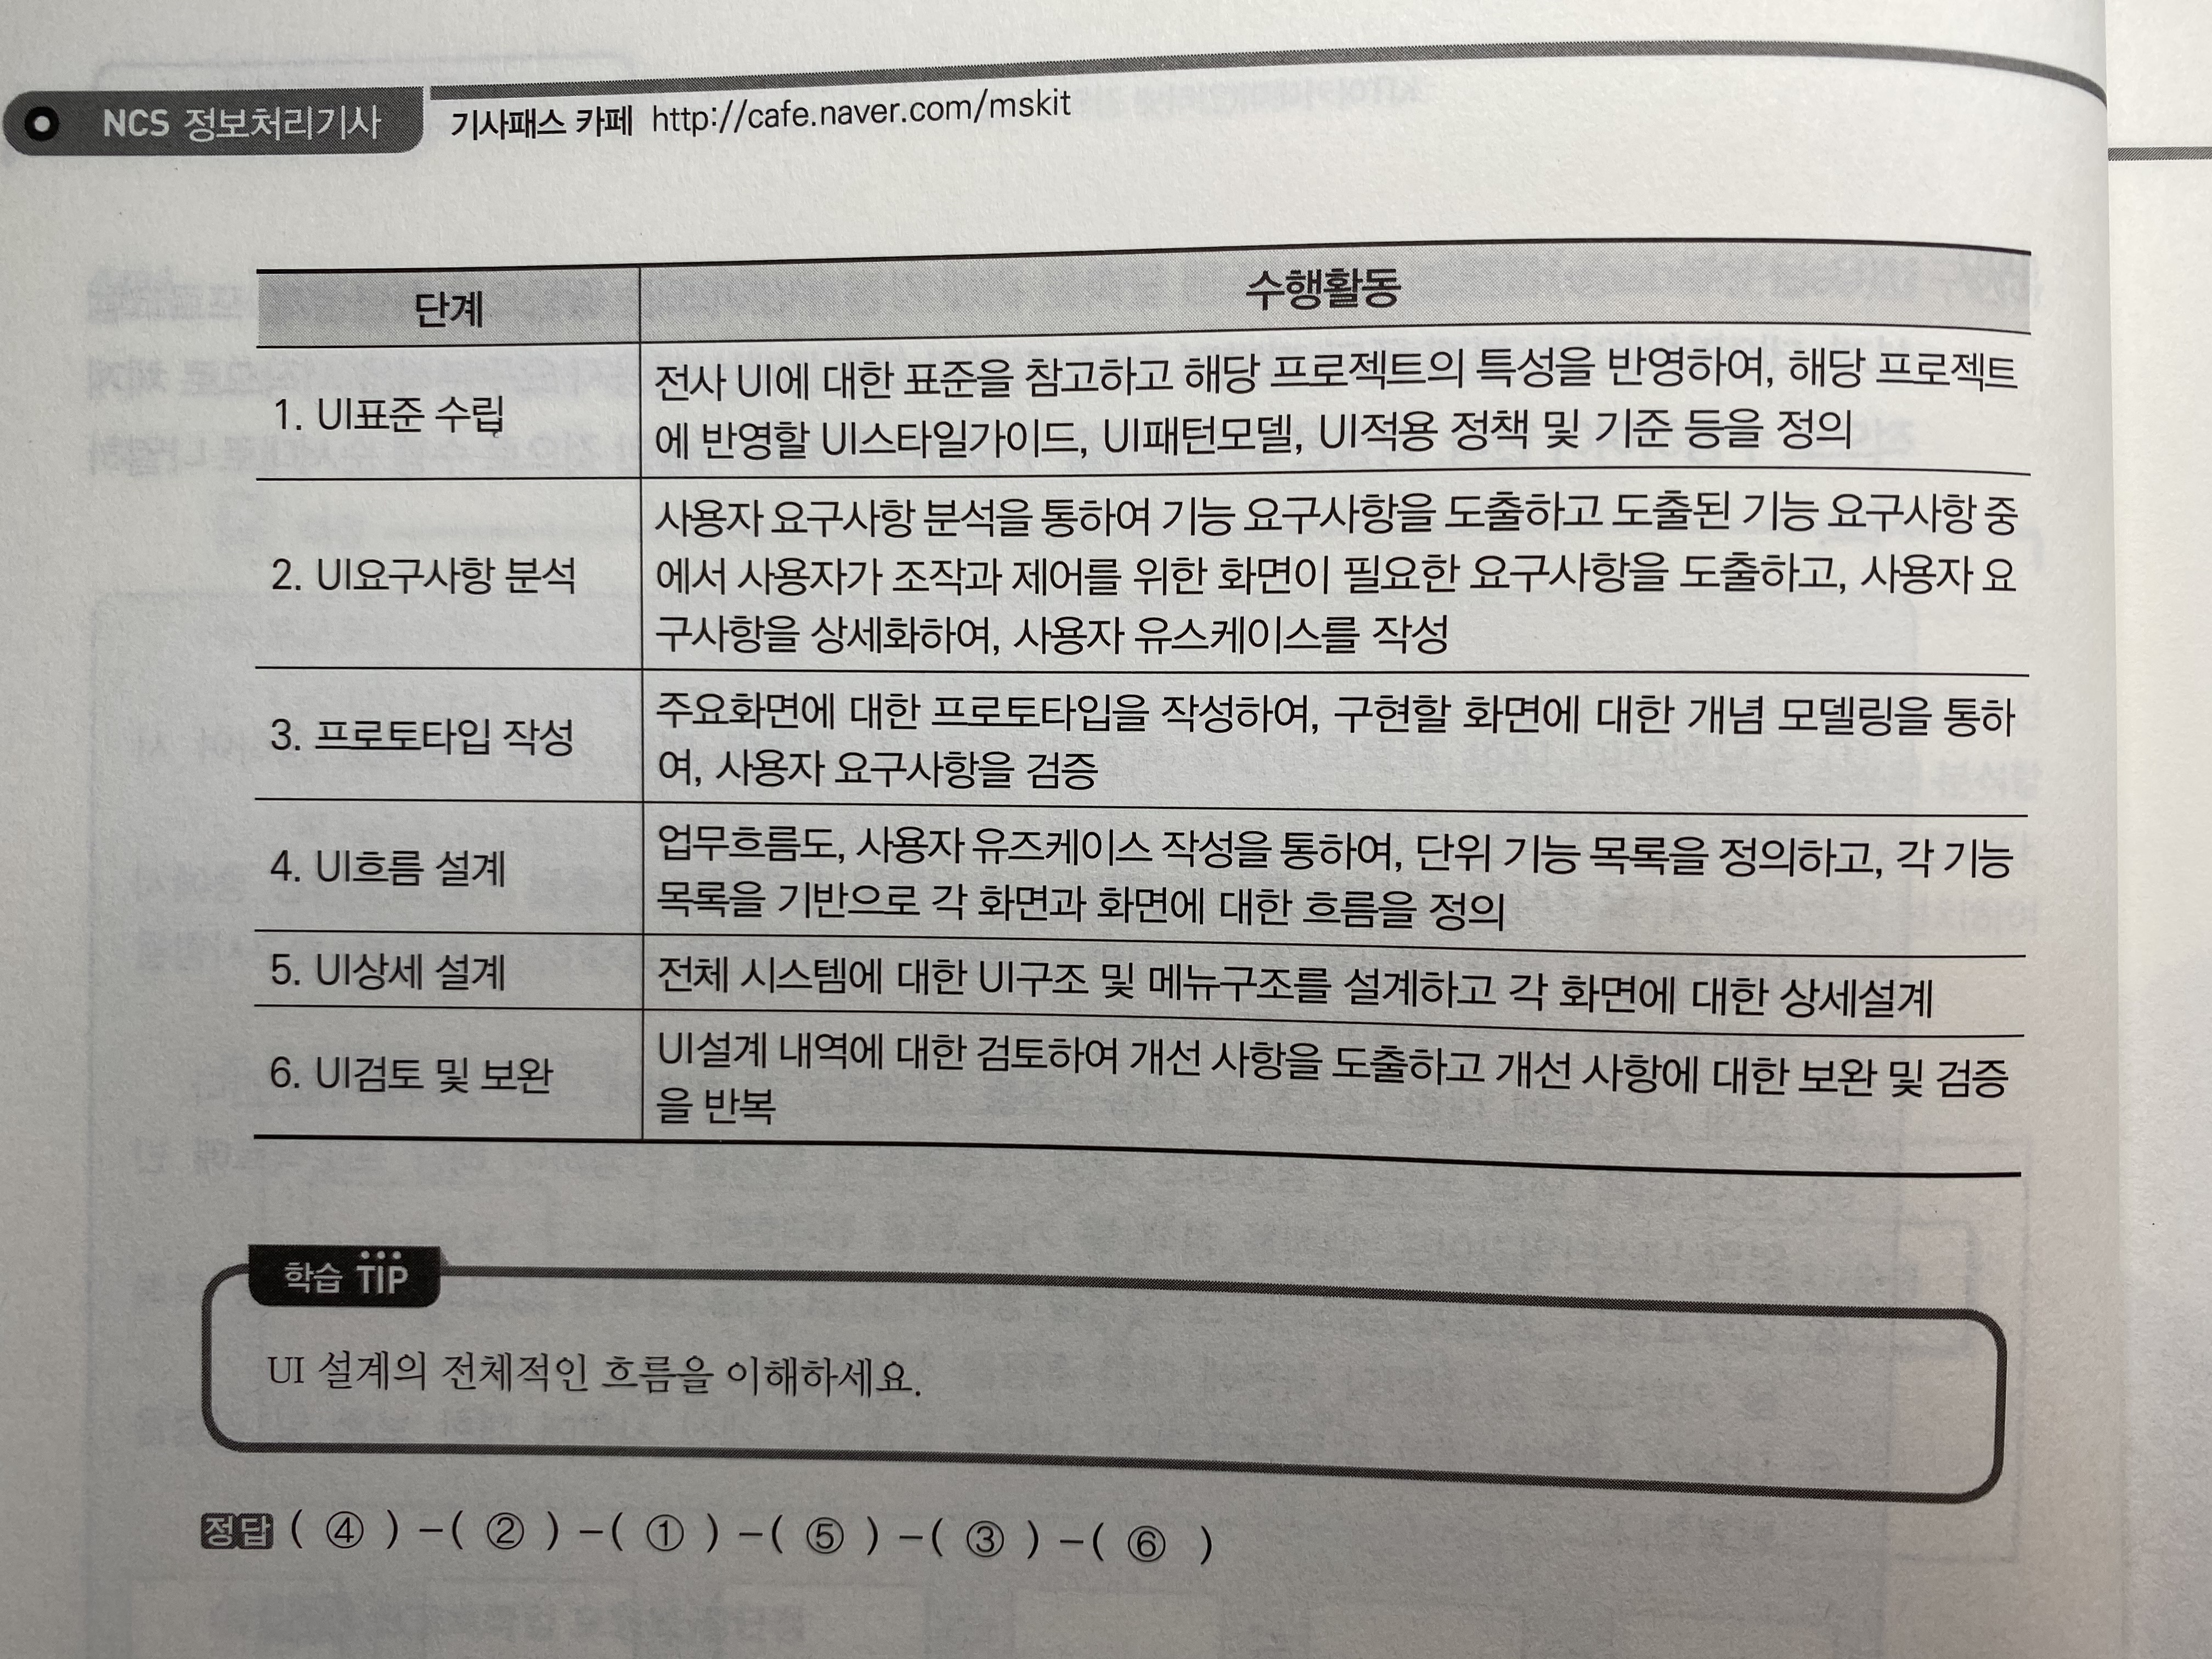 NCS 정보처리기사 기사패스 카페 http://cafe.naver.com/mskit
단계 수행활동
1. UI표준 수립
전사 UI에 대한 표준을 참고하고 해당 프로젝트의 특성을 반영하여, 해당 프로젝트
에 반영할 UI스타일가이드, UI패턴모델, UI적용 정책 및 기준 등을 정의
2. UI요구사항 분석
사용자 요구사항 분석을 통하여 기능 요구사항을 도출하고 도출된 기능 요구사항 중
에서 사용자가 조작과 제어를 위한 화면이 필요한 요구사항을 도출하고, 사용자 요
구사항을 상세화하여, 사용자 유스케이스를 작성
3. 프로토타입 작성
주요화면에 대한 프로토타입을 작성하여, 구현할 화면에 대한 개념 모델링을 통하
여, 사용자 요구사항을 검증
4. UI흐름 설계
업무흐름도, 사용자 유즈케이스 작성을 통하여, 단위 기능 목록을 정의하고, 각 기능
목록을 기반으로 각 화면과 화면에 대한 흐름을 정의
5. UI상세 설계
전체 시스템에 대한 UI구조 및 메뉴구조를 설계하고 각 화면에 대한 상세설계
6. UI검토 및 보완
UI설계 내역에 대한 검토하여 개선 사항을 도출하고 개선 사항에 대한 보완 및 검증
을 반복
학습 TIP
UI 설계의 전체적인 흐름을 이해하세요.
정답 ( ④ ) – ( ② ) – ( ① ) – ( ⑤ ) – ( ③ ) – ( ⑥ )